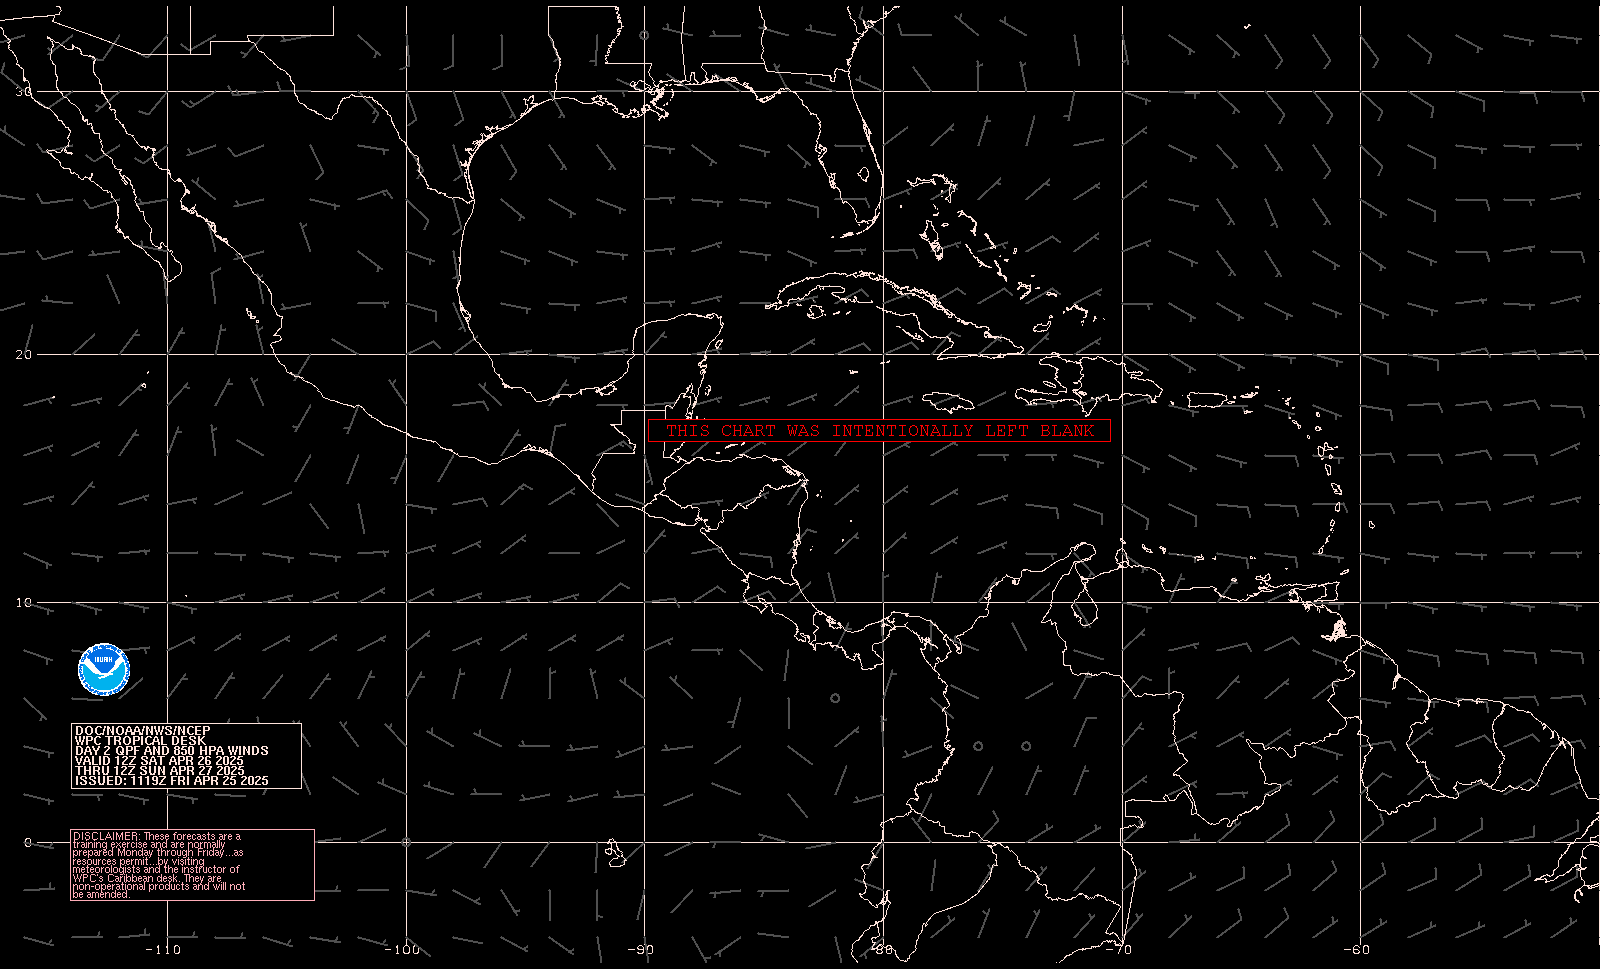 30
20
THIS CHART WAS INTENTIONALLY LEFT BLANK
10
NOAA
DOC/NOAA/NWS/NCEP
WPC TROPICAL DESK
DAY 2 QPF AND 850 HPA WINDS
VALID 12Z SAT APR 26 2025
THRU 12Z SUN APR 27 2025
ISSUED: 1119Z FRI APR 25 2025
DISCLAIMER: These forecasts are a
training exercise and are normally
prepared Monday through Friday...as
resources permit...by visiting
meteorologists and the instructor of
WPC's Caribbean desk. They are
non-operational products and will not
be amended.
0
-110 -100 -90 -80 -70 -60